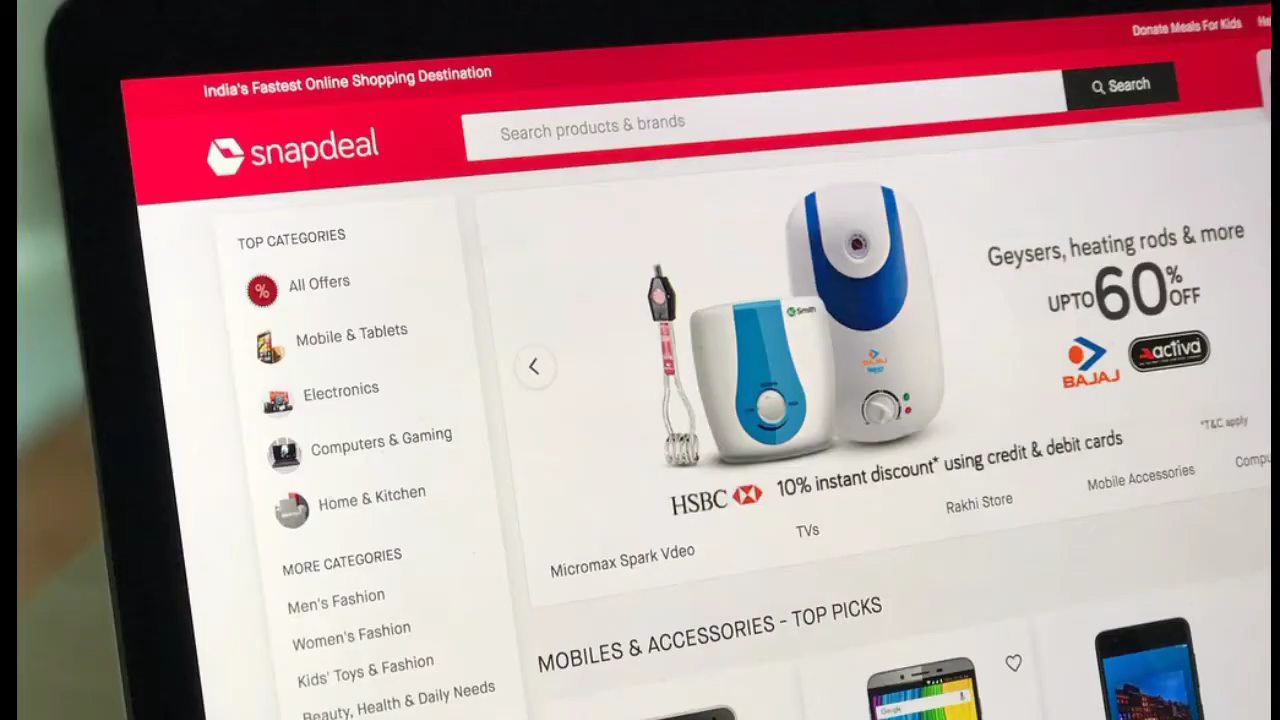 Donate Meals For Kids
India's Fastest Online Shopping Destination
snapdeal
Search products & brands
Search
TOP CATEGORIES
%
All Offers
Mobile & Tablets
Electronics
Computers & Gaming
Home & Kitchen
MORE CATEGORIES
Men's Fashion
Women's Fashion
Kids' Toys & Fashion
Beauty, Health & Daily Needs
Geysers, heating rods & more
UPTO 60% OFF
BAJAJ
activa
Smith
*T&C apply
HSBC 10% instant discount* using credit & debit cards
Micromax Spark Vdeo
TVs
Rakhi Store
Mobile Accessories
Compu
MOBILES & ACCESSORIES - TOP PICKS
Google